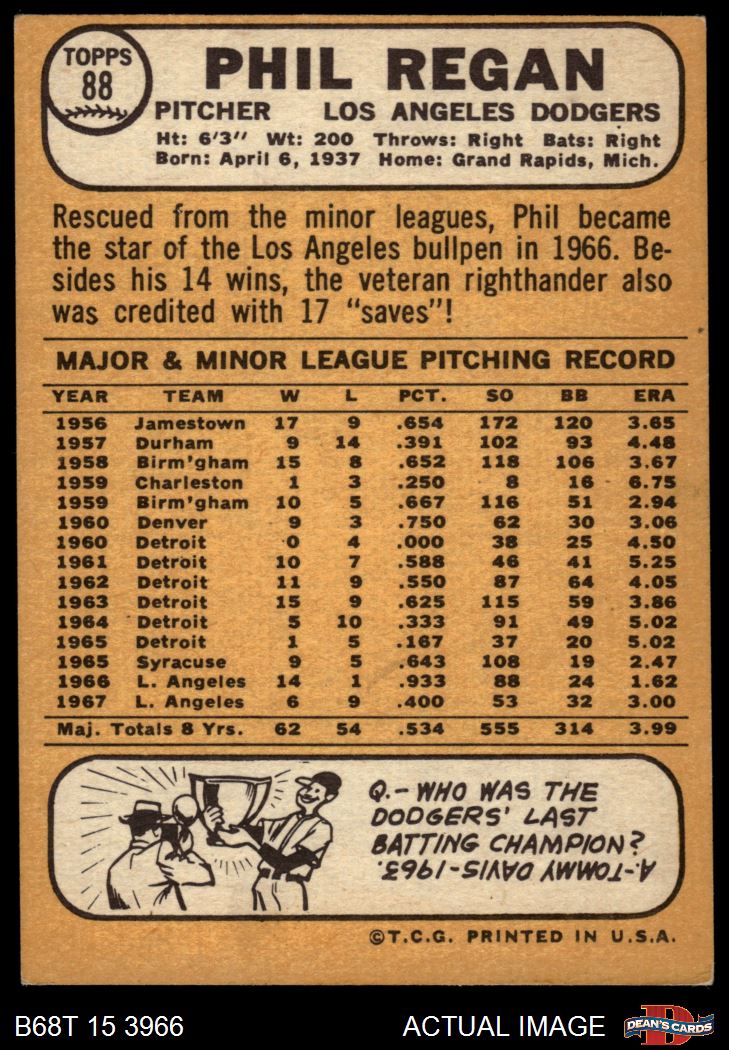 TOPPS
88
PHIL REGAN
PITCHER LOS ANGELES DODGERS
Ht: 6'3" Wt: 200 Throws: Right Bats: Right
Born: April 6, 1937 Home: Grand Rapids, Mich.
Rescued from the minor leagues, Phil became
the star of the Los Angeles bullpen in 1966. Be-
sides his 14 wins, the veteran righthander also
was credited with 17 "saves"!
MAJOR & MINOR LEAGUE PITCHING RECORD
YEAR TEAM W L PCT. SO BB ERA
1956 Jamestown 17 9 .654 172 120 3.65
1957 Durham 9 14 .391 102 93 4.48
1958 Birm'gham 15 8 .652 118 106 3.67
1959 Charleston 1 3 .250 8 16 6.75
1959 Birm'gham 10 5 .667 116 51 2.94
1960 Denver 9 3 .750 62 30 3.06
1960 Detroit 0 4 .000 38 25 4.50
1961 Detroit 10 7 .588 46 41 5.25
1962 Detroit 11 9 .550 87 64 4.05
1963 Detroit 15 9 .625 115 59 3.86
1964 Detroit 5 10 .333 91 49 5.02
1965 Detroit 1 5 .167 37 20 5.02
1965 Syracuse 9 5 .643 108 19 2.47
1966 L. Angeles 14 1 .933 88 24 1.62
1967 L. Angeles 6 9 .400 53 32 3.00
Maj. Totals 8 Yrs. 62 54 .534 555 314 3.99
Q.- WHO WAS THE
DODGERS' LAST
BATTING CHAMPION?
A.-TOMMY DAVIS-1963.
©T.C.G. PRINTED IN U.S.A.
B68T 15 3966 ACTUAL IMAGE DEAN'S CARDS